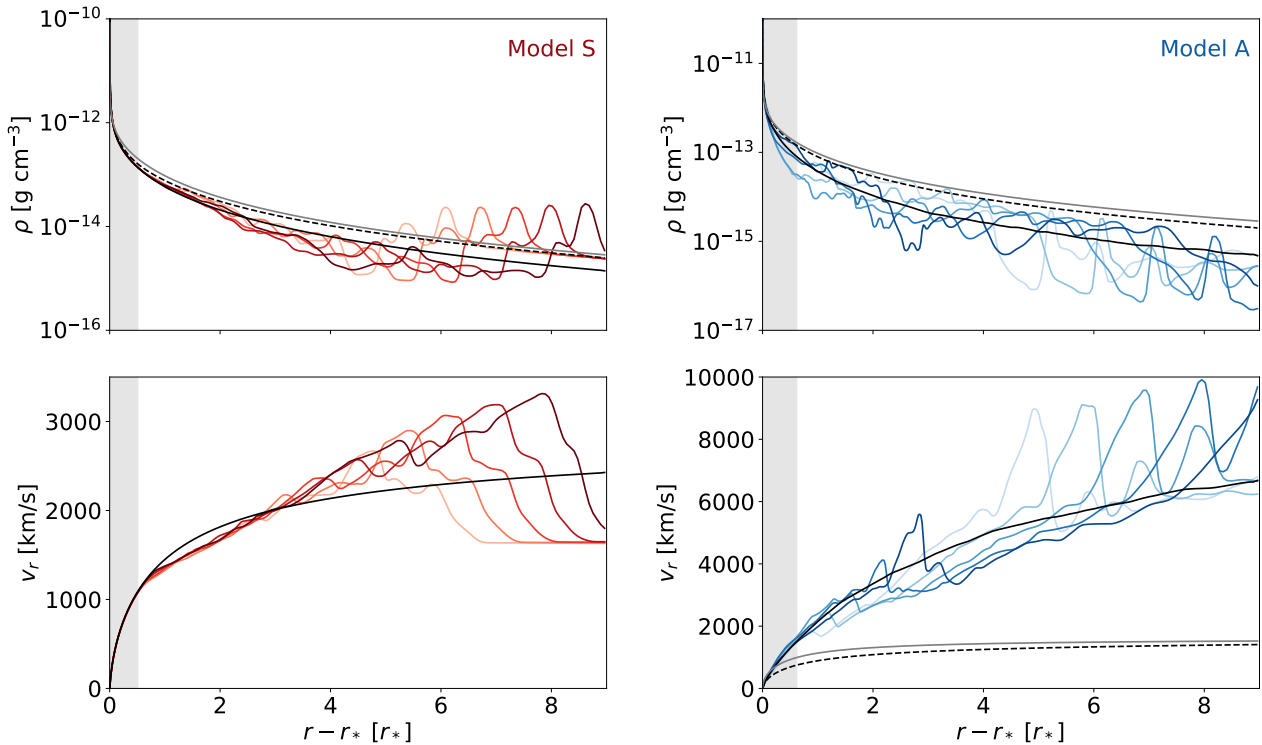 Model S
ρ [g cm⁻³]
10⁻¹⁰
10⁻¹²
10⁻¹⁴
10⁻¹⁶
Model A
ρ [g cm⁻³]
10⁻¹¹
10⁻¹³
10⁻¹⁵
10⁻¹⁷
v_r [km/s]
3000
2000
1000
0
0 2 4 6 8
r − r_* [r_*]
v_r [km/s]
10000
8000
6000
4000
2000
0
0 2 4 6 8
r − r_* [r_*]